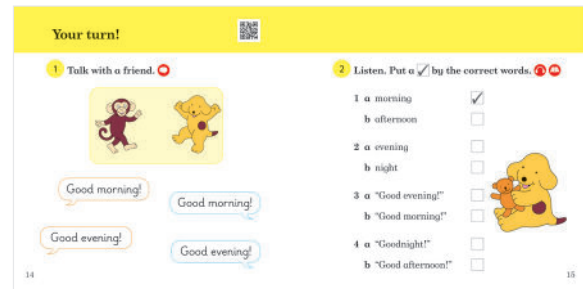 Your turn!
1 Talk with a friend.
Good morning!
Good morning!
Good evening!
Good evening!
14
2 Listen. Put a ✓ by the correct words.
1 a morning ✓
b afternoon
2 a evening
b night
3 a "Good evening!"
b "Good morning!"
4 a "Goodnight!"
b "Good afternoon!"
15